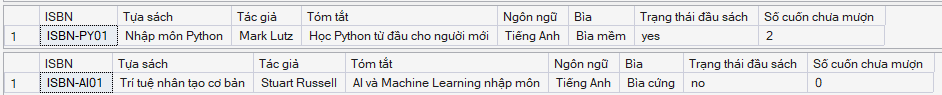 ISBN Tựa sách Tác giả Tóm tắt Ngôn ngữ Bìa Trạng thái đầu sách Số cuốn chưa mượn
1 ISBN-PY01 Nhập môn Python Mark Lutz Học Python từ đầu cho người mới Tiếng Anh Bìa mềm yes 2
ISBN Tựa sách Tác giả Tóm tắt Ngôn ngữ Bìa Trạng thái đầu sách Số cuốn chưa mượn
1 ISBN-AI01 Trí tuệ nhân tạo cơ bản Stuart Russell AI và Machine Learning nhập môn Tiếng Anh Bìa cứng no 0